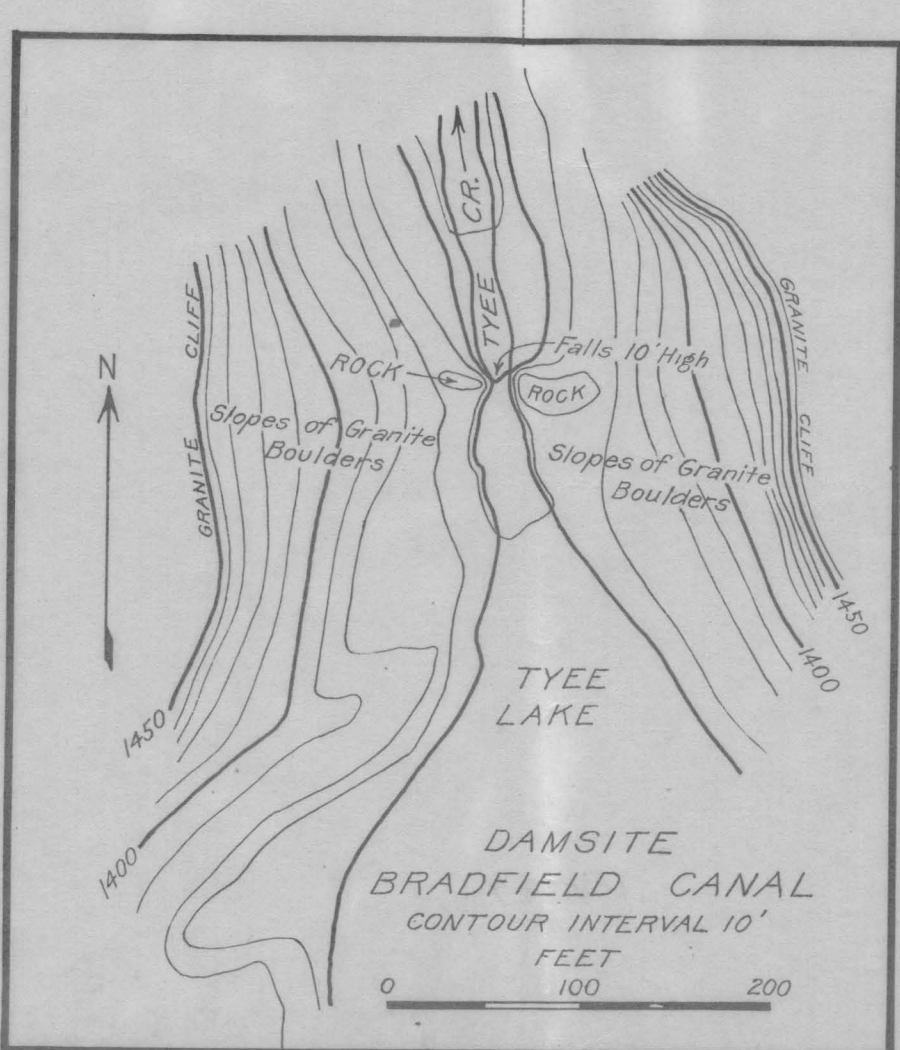 CR.
TYEE
N
ROCK
Falls 10' High
ROCK
GRANITE CLIFF
Slopes of Granite
Boulders
Slopes of Granite
Boulders
GRANITE CLIFF
1450
1400
1450
1400
TYEE
LAKE
DAMSITE
BRADFIELD CANAL
CONTOUR INTERVAL 10'
FEET
0 100 200